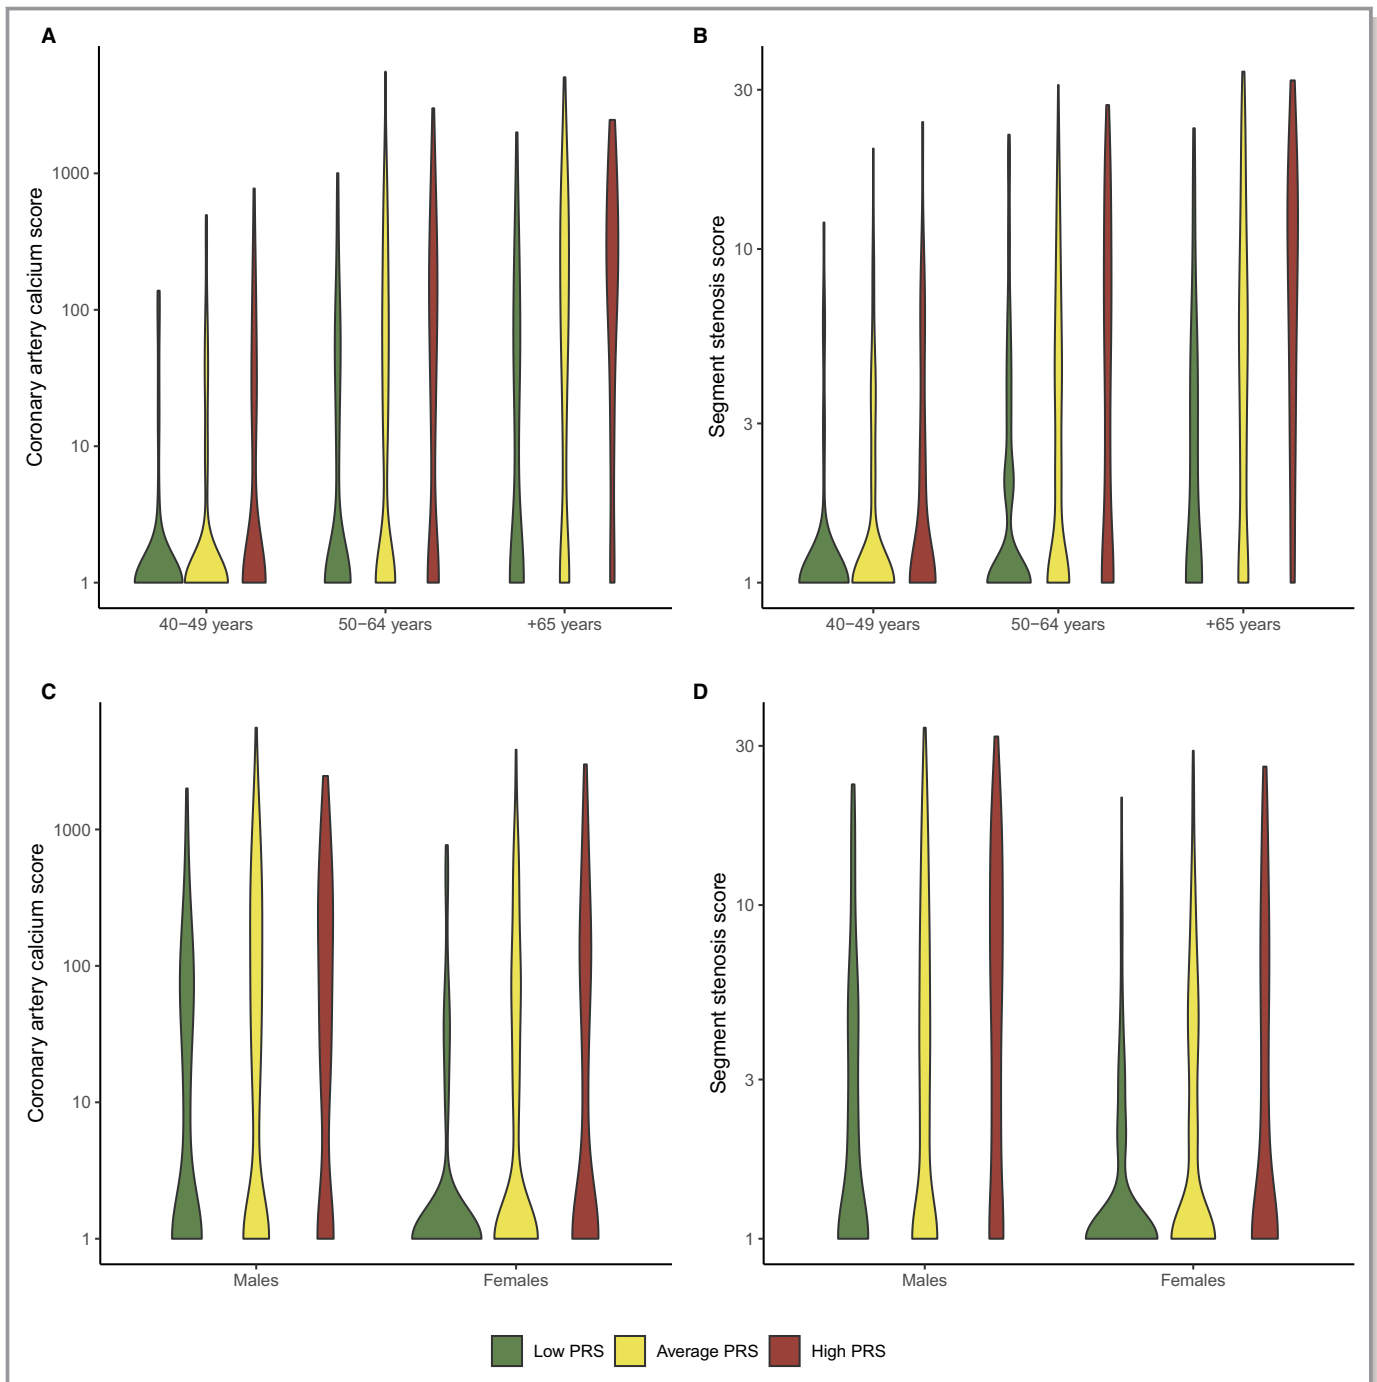 A
Coronary artery calcium score
1000
100
10
1
40−49 years
50−64 years
+65 years
B
Segment stenosis score
30
10
3
1
40−49 years
50−64 years
+65 years
C
Coronary artery calcium score
1000
100
10
1
Males
Females
D
Segment stenosis score
30
10
3
1
Males
Females
Low PRS
Average PRS
High PRS